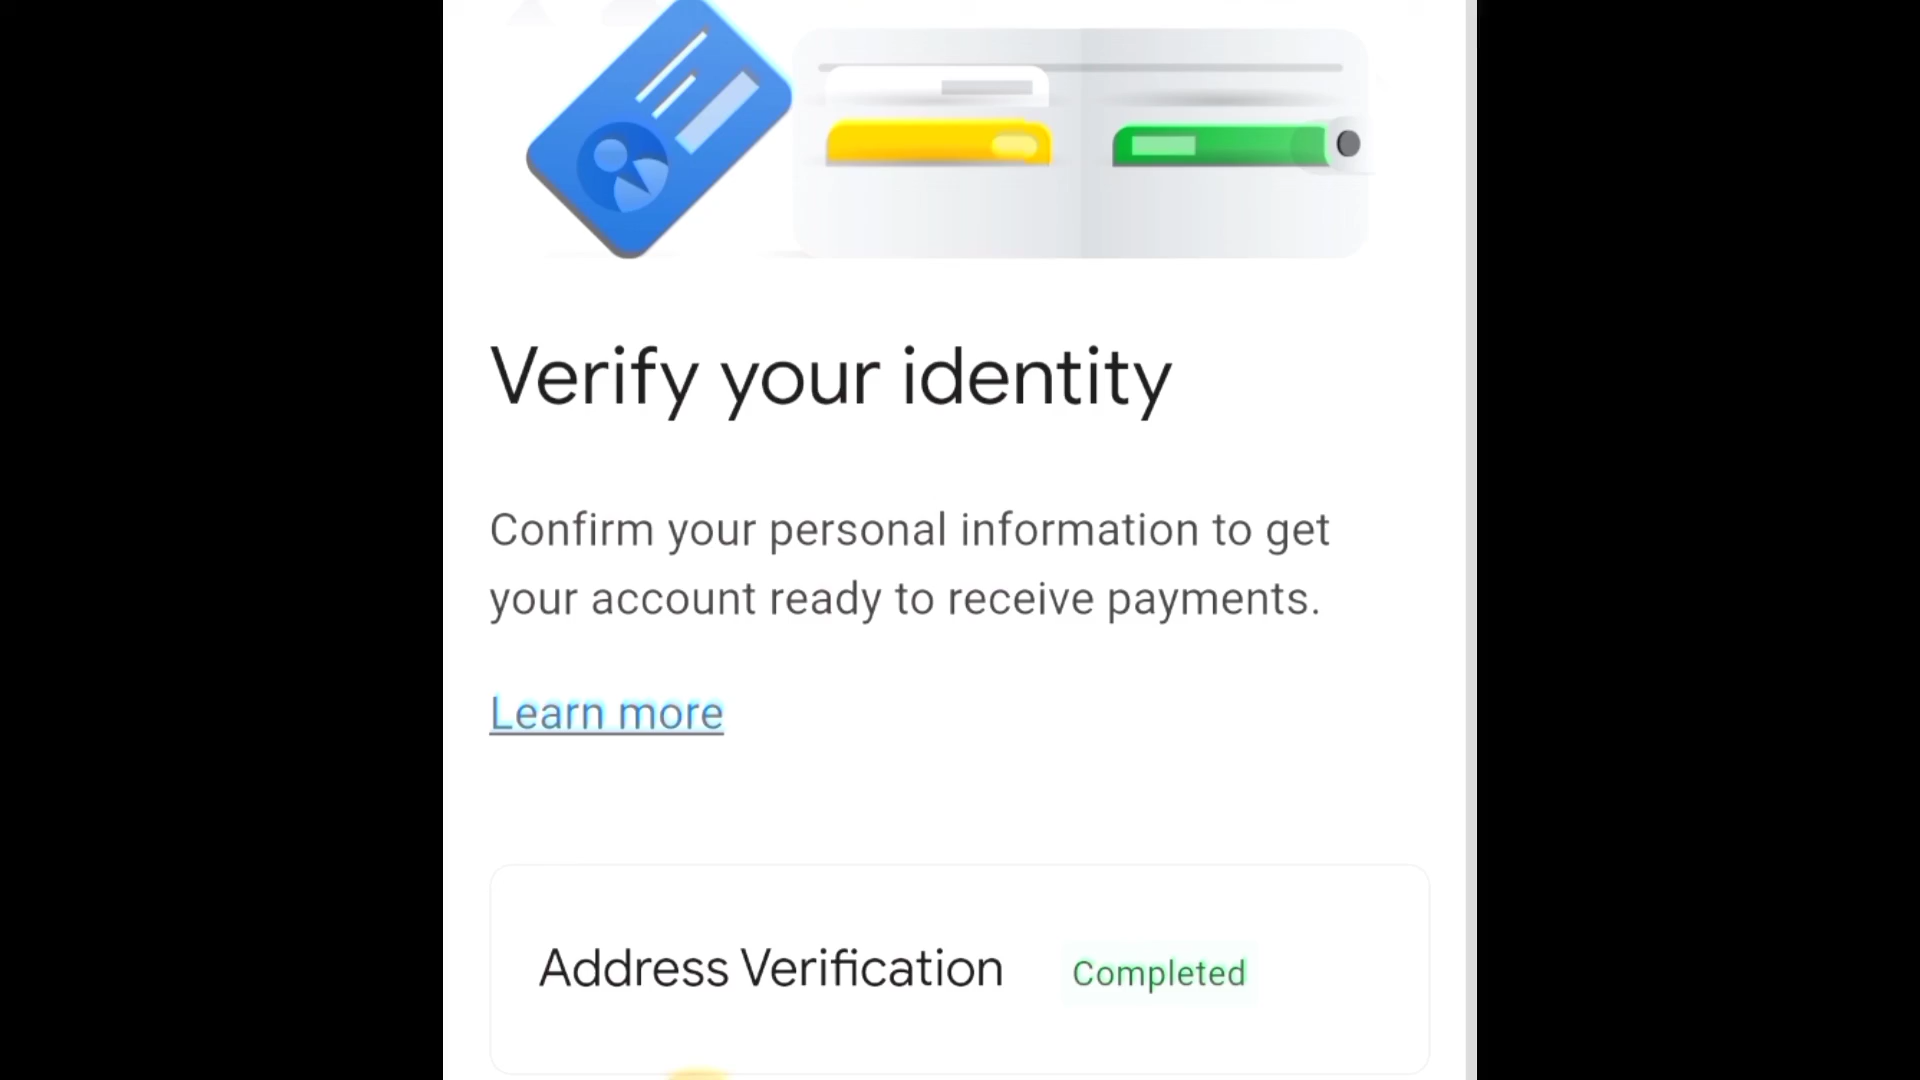 Verify your identity
Confirm your personal information to get
your account ready to receive payments.
Learn more
Address Verification Completed